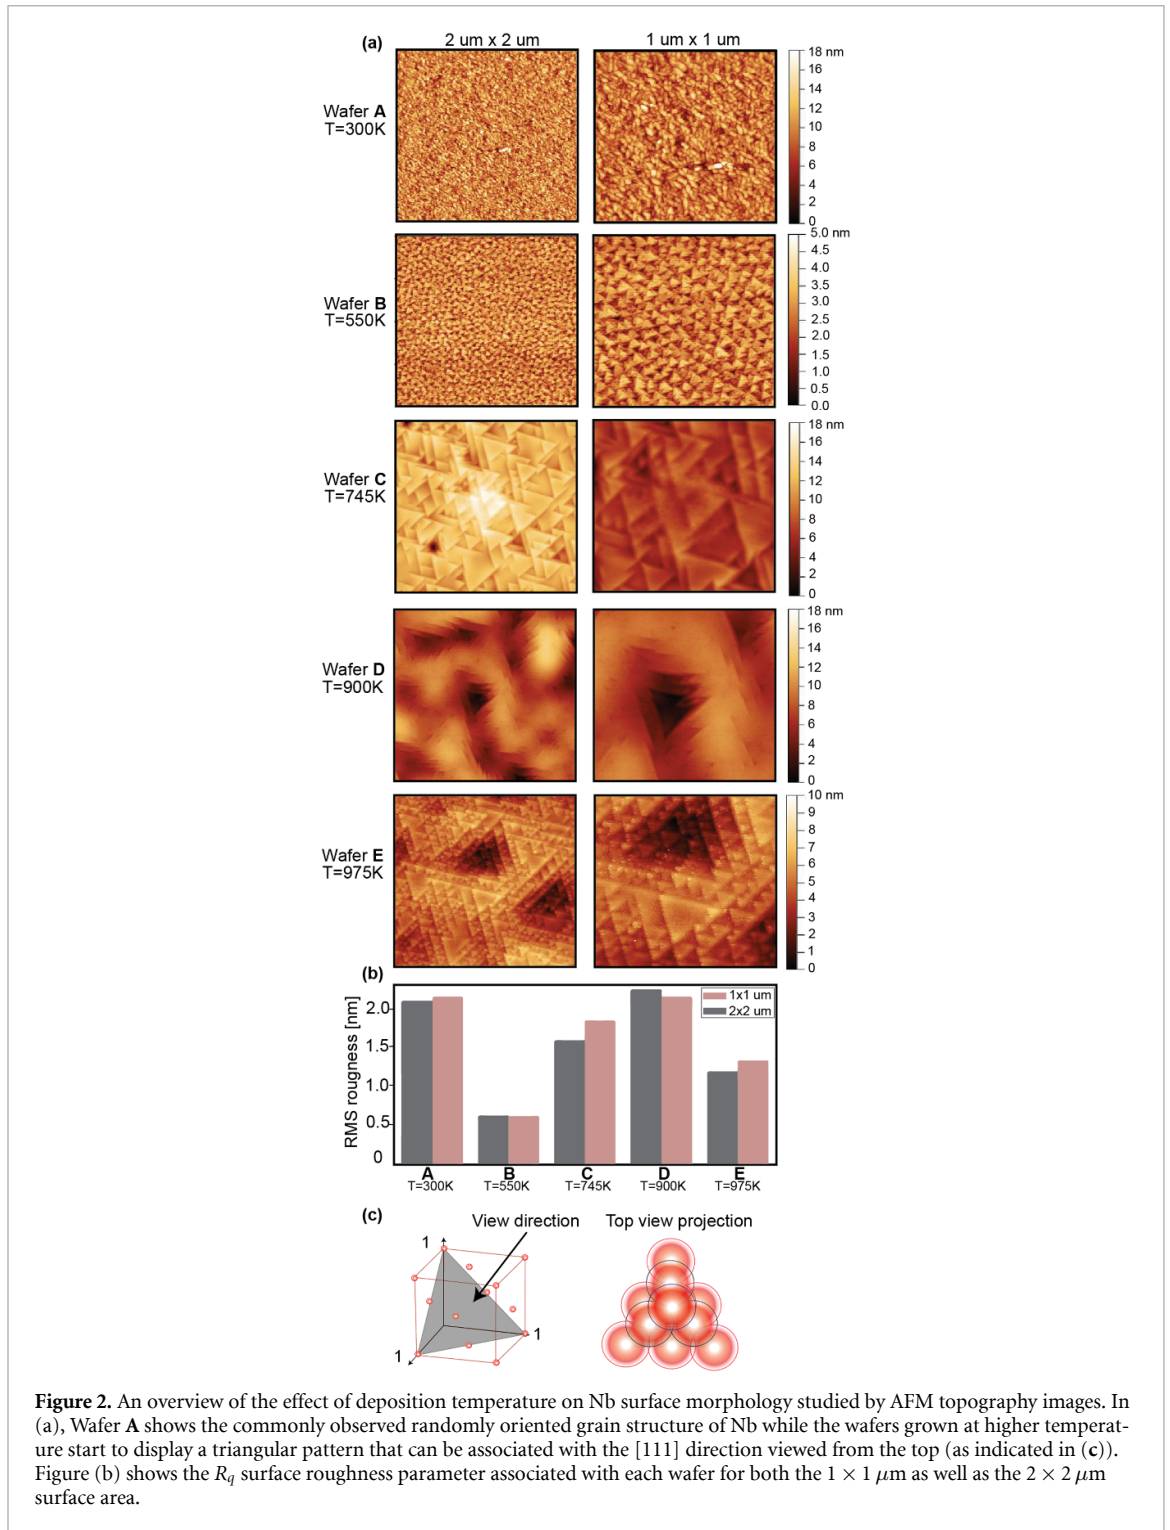 (a)
2 um x 2 um
1 um x 1 um
Wafer A
T=300K
18 nm
16
14
12
10
8
6
4
2
0
Wafer B
T=550K
5.0 nm
4.5
4.0
3.5
3.0
2.5
2.0
1.5
1.0
0.5
0.0
Wafer C
T=745K
18 nm
16
14
12
10
8
6
4
2
0
Wafer D
T=900K
18 nm
16
14
12
10
8
6
4
2
0
Wafer E
T=975K
10 nm
9
8
7
6
5
4
3
2
1
0
(b)
RMS rougness [nm]
2.0
1.5
1.0
0.5
0
1x1 um
2x2 um
A
B
C
D
E
T=300K
T=550K
T=745K
T=900K
T=975K
(c)
View direction
Top view projection
1
1
1
Figure 2. An overview of the effect of deposition temperature on Nb surface morphology studied by AFM topography images. In
(a), Wafer A shows the commonly observed randomly oriented grain structure of Nb while the wafers grown at higher temperat-
ure start to display a triangular pattern that can be associated with the [111] direction viewed from the top (as indicated in (c)).
Figure (b) shows the Rq surface roughness parameter associated with each wafer for both the 1 × 1 μm as well as the 2 × 2 μm
surface area.